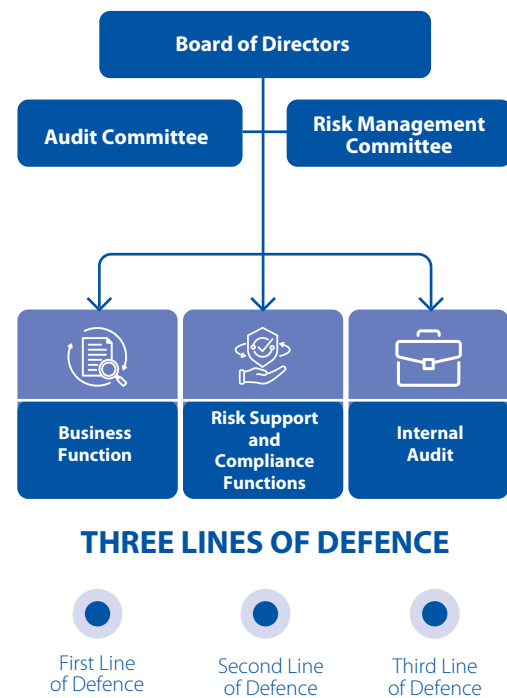 Board of Directors
Audit Committee
Risk Management
Committee
Business
Function
Risk Support
and
Compliance
Functions
Internal
Audit
THREE LINES OF DEFENCE
First Line
of Defence
Second Line
of Defence
Third Line
of Defence